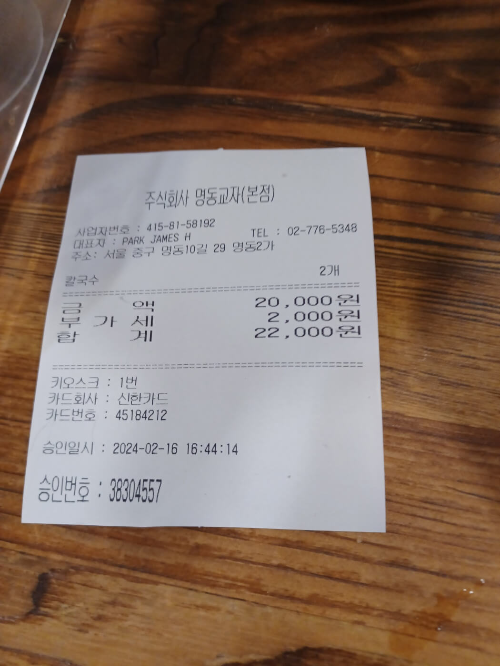 주식회사 명동교자(본점)
사업자번호 : 415-81-58192
대표자 : PARK JAMES H TEL : 02-776-5348
주소: 서울 중구 명동10길 29 명동2가
칼국수 2개
금 액 20,000원
부 가 세 2,000원
합 계 22,000원
키오스크 : 1번
카드회사 : 신한카드
카드번호 : 45184212
승인일시 : 2024-02-16 16:44:14
승인번호 : 38304557